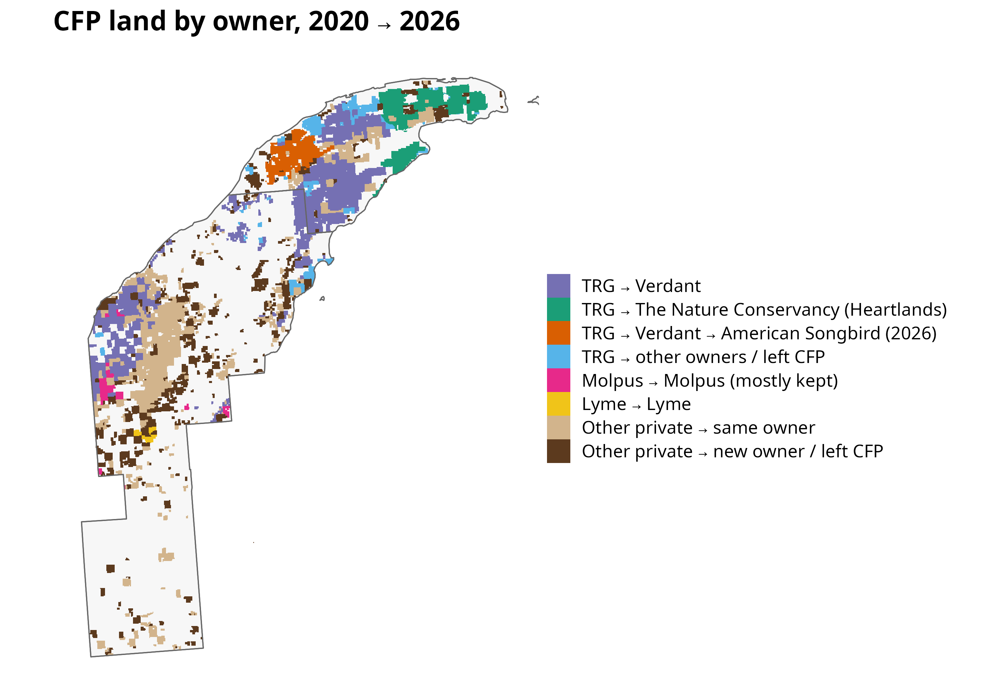 CFP land by owner, 2020 → 2026
TRG → Verdant
TRG → The Nature Conservancy (Heartlands)
TRG → Verdant → American Songbird (2026)
TRG → other owners / left CFP
Molpus → Molpus (mostly kept)
Lyme → Lyme
Other private → same owner
Other private → new owner / left CFP